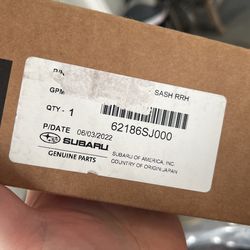 P/N
SASH RRH
GPM
QTY - 1
62186SJ000
P/DATE 06/03/2022
SUBARU
GENUINE PARTS
SUBARU OF AMERICA, INC.
COUNTRY OF ORIGIN JAPAN